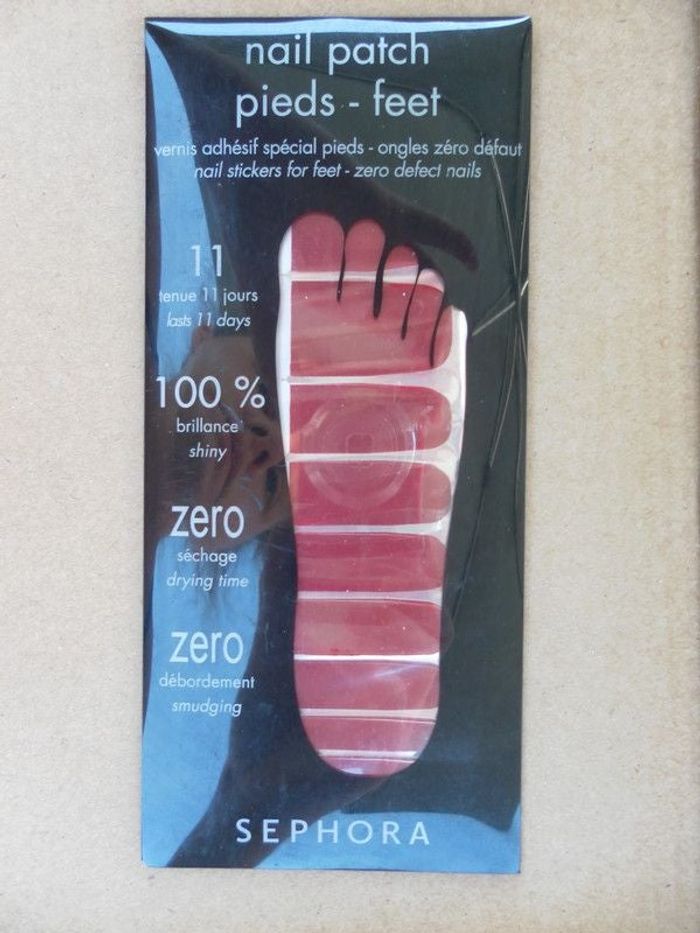 nail patch
pieds - feet
vernis adhésif spécial pieds - ongles zéro défaut
nail stickers for feet - zero defect nails
11
tenue 11 jours
lasts 11 days
100 %
brillance
shiny
zero
séchage
drying time
zero
débordement
smudging
SEPHORA